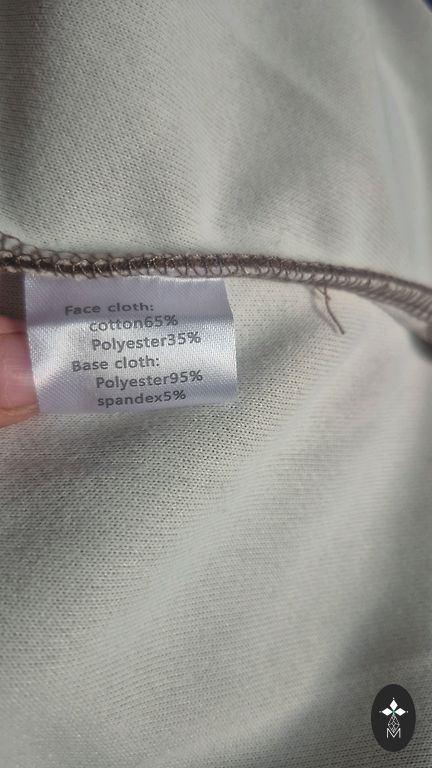 Face cloth:
cotton65%
Polyester35%
Base cloth:
Polyester95%
spandex5%
M